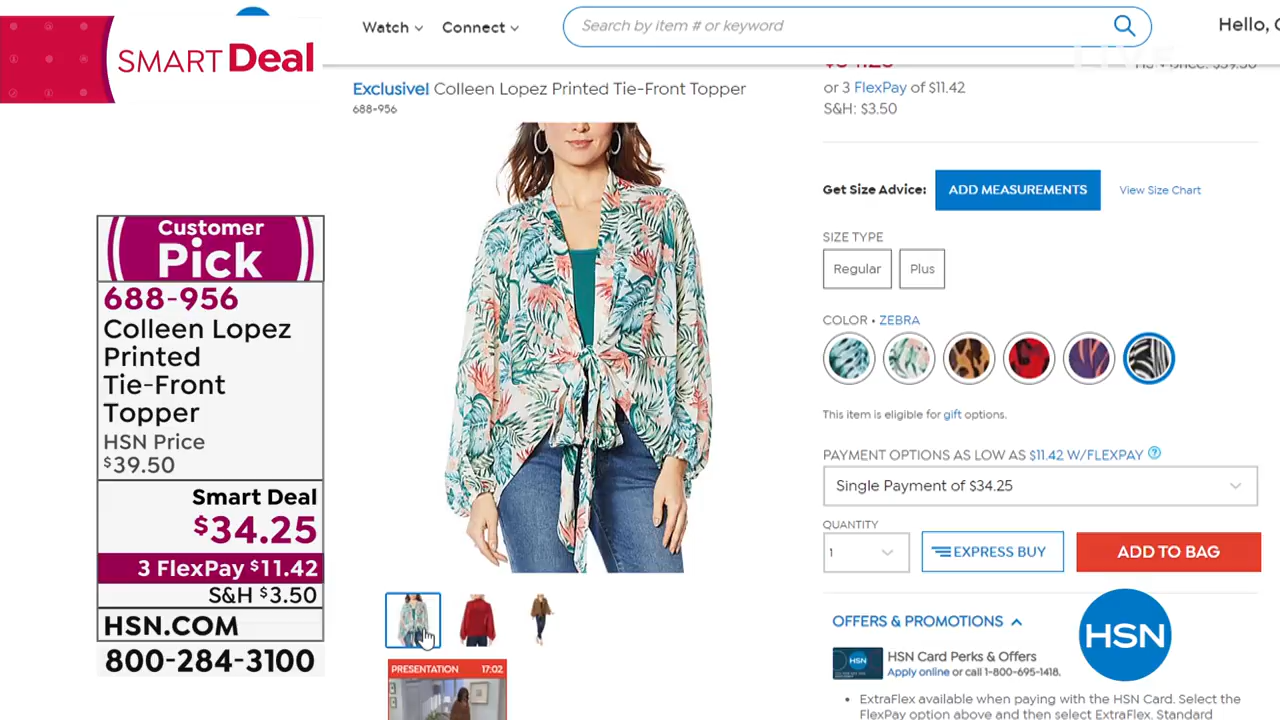 SMART Deal
Watch
Connect
Search by item # or keyword
Hello,
Exclusive! Colleen Lopez Printed Tie-Front Topper
688-956
$34.25
HSN Price: $39.50
or 3 FlexPay of $11.42
S&H: $3.50
Get Size Advice:
ADD MEASUREMENTS
View Size Chart
SIZE TYPE
Regular
Plus
COLOR • ZEBRA
This item is eligible for gift options.
PAYMENT OPTIONS AS LOW AS $11.42 W/FLEXPAY
Single Payment of $34.25
QUANTITY
1
EXPRESS BUY
ADD TO BAG
OFFERS & PROMOTIONS
HSN
HSN
HSN Card Perks & Offers
Apply online or call 1-800-695-1418.
• ExtraFlex available when paying with the HSN Card. Select the
FlexPay option above and then select ExtraFlex. Standard
PRESENTATION 17:02
Customer
Pick
688-956
Colleen Lopez
Printed
Tie-Front
Topper
HSN Price
$39.50
Smart Deal
$34.25
3 FlexPay $11.42
S&H $3.50
HSN.COM
800-284-3100